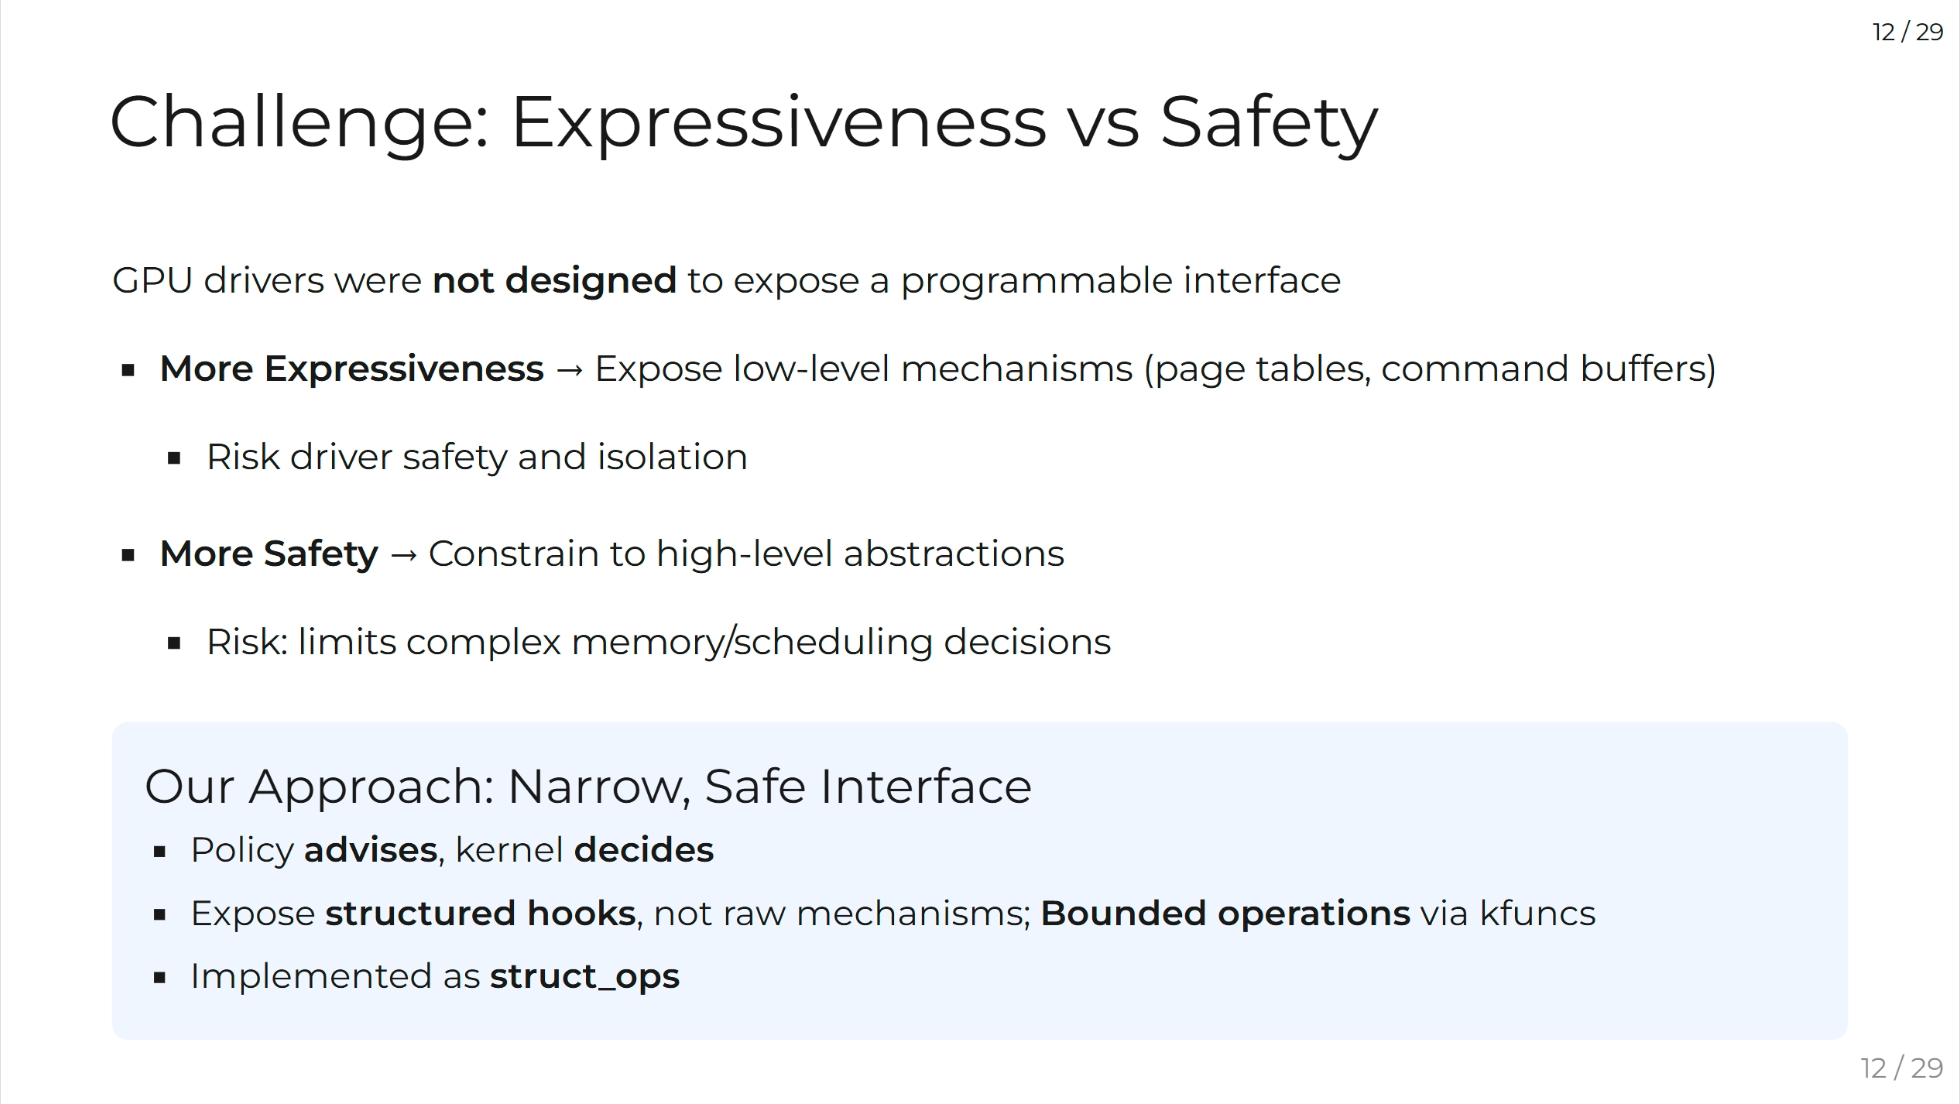 12 / 29
Challenge: Expressiveness vs Safety
GPU drivers were not designed to expose a programmable interface
▪ More Expressiveness → Expose low-level mechanisms (page tables, command buffers)
▪ Risk driver safety and isolation
▪ More Safety → Constrain to high-level abstractions
▪ Risk: limits complex memory/scheduling decisions
Our Approach: Narrow, Safe Interface
▪ Policy advises, kernel decides
▪ Expose structured hooks, not raw mechanisms; Bounded operations via kfuncs
▪ Implemented as struct_ops
12 / 29